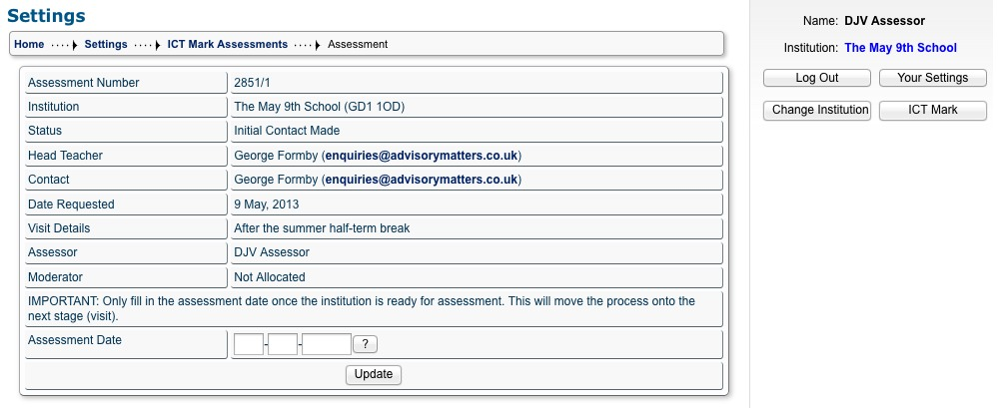 Settings
Home ····▸ Settings ····▸ ICT Mark Assessments ····▸ Assessment
Assessment Number 2851/1
Institution The May 9th School (GD1 1OD)
Status Initial Contact Made
Head Teacher George Formby (enquiries@advisorymatters.co.uk)
Contact George Formby (enquiries@advisorymatters.co.uk)
Date Requested 9 May, 2013
Visit Details After the summer half-term break
Assessor DJV Assessor
Moderator Not Allocated
IMPORTANT: Only fill in the assessment date once the institution is ready for assessment. This will move the process onto the
next stage (visit).
Assessment Date - - ?
Update
Name: DJV Assessor
Institution: The May 9th School
Log Out Your Settings
Change Institution ICT Mark